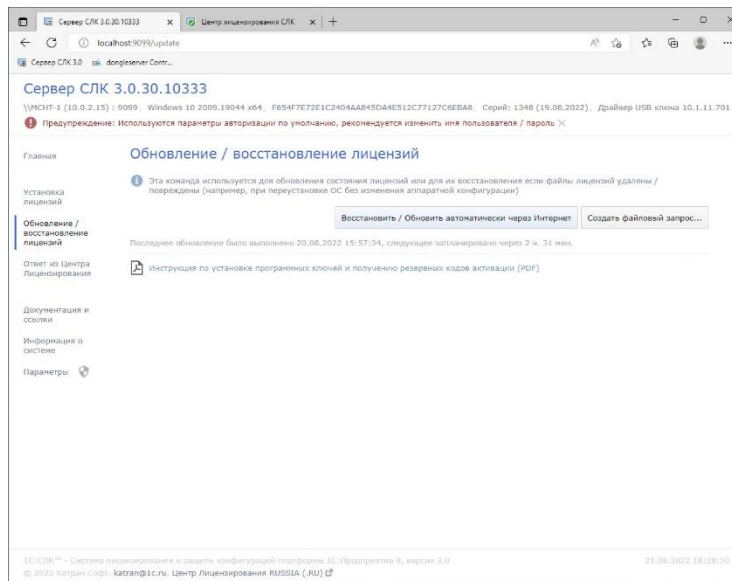 Сервер СЛК 3.0.30.10333
Центр лицензирования СЛК
localhost:9099/update
Сервер СЛК 3.0
dongleserver Contr...
Сервер СЛК 3.0.30.10333
\\МСНТ-1 (10.0.2.15) : 9099, Windows 10 2009.19044 x64, Серий: 1348 (19.08.2022), Драйвер USB ключа 10.1.11.701
Предупреждение: Используются параметры авторизации по умолчанию, рекомендуется изменить имя пользователя / пароль
Главная
Установка
лицензий
Обновление /
восстановление
лицензий
Ответ из Центра
Лицензирования
Документация и
ссылки
Информация о
системе
Параметры
Обновление / восстановление лицензий
Эта команда используется для обновления состояния лицензий или для их восстановления если файлы лицензий удалены /
повреждены (например, при переустановке ОС без изменения аппаратной конфигурации)
Восстановить / Обновить автоматически через Интернет
Создать файловый запрос...
Последнее обновление было выполнено 20.08.2022 15:57:34, следующее запланировано через 2 ч. 31 мин.
Инструкция по установке программных ключей и получению резервных кодов активации (PDF)
1С:СЛК™ - Система лицензирования и защиты конфигураций платформы 1С:Предприятие 8, версия 3.0
21.08.2022 18:28:50
© 2022 Катран Софт. katran@1c.ru. Центр Лицензирования RUSSIA (.RU)